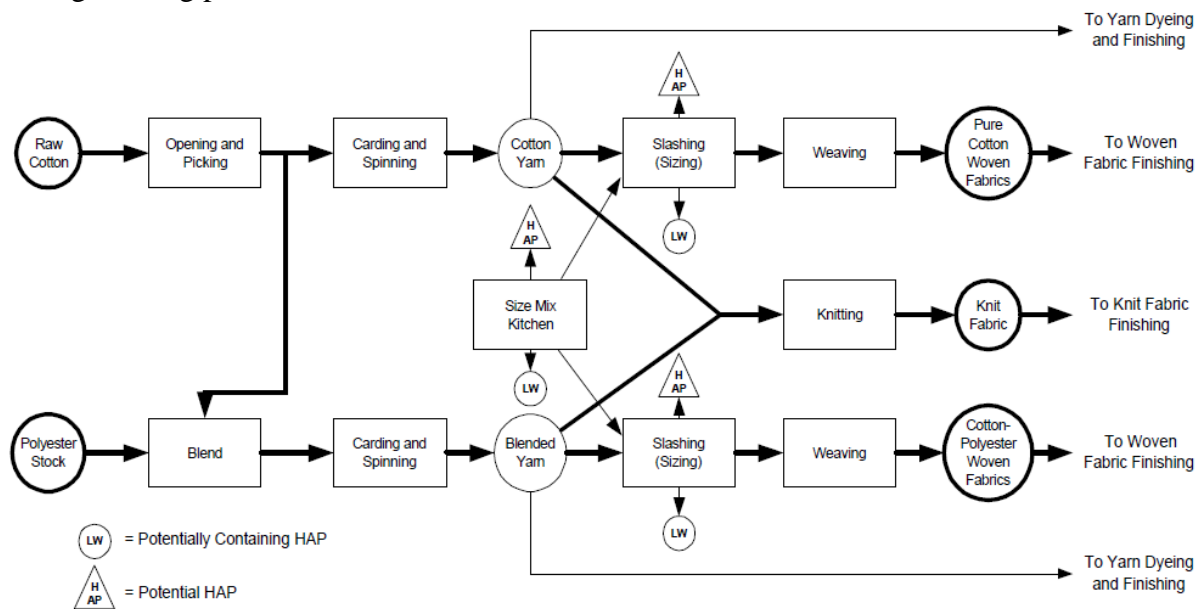 To Yarn Dyeing
and Finishing
H
AP
Raw
Cotton
Opening and
Picking
Carding and
Spinning
Cotton
Yarn
Slashing
(Sizing)
Weaving
Pure
Cotton
Woven
Fabrics
To Woven
Fabric Finishing
H
AP
LW
Size Mix
Kitchen
Knitting
Knit
Fabric
To Knit Fabric
Finishing
LW
H
AP
Polyester
Stock
Blend
Carding and
Spinning
Blended
Yarn
Slashing
(Sizing)
Weaving
Cotton-
Polyester
Woven
Fabrics
To Woven
Fabric Finishing
LW
LW = Potentially Containing HAP
To Yarn Dyeing
and Finishing
H
AP = Potential HAP